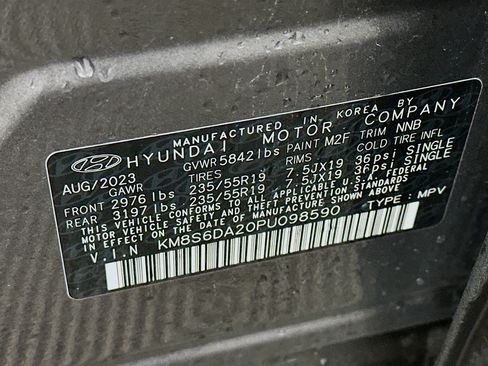 MANUFACTURED IN KOREA BY
HYUNDAI MOTOR COMPANY
AUG/2023 GVWR 5842 lbs PAINT M2F TRIM NNB
GAWR TIRES RIMS COLD TIRE INFL
FRONT 2976 lbs 235/55R19 7.5JX19 36psi SINGLE
REAR 3197 lbs 235/55R19 7.5JX19 36psi SINGLE
THIS VEHICLE CONFORMS TO ALL APPLICABLE FEDERAL
MOTOR VEHICLE SAFETY AND THEFT PREVENTION STANDARDS
IN EFFECT ON THE DATE OF MANUFACTURE SHOWN ABOVE.
V.I.N KM8S6DA20PU098590 TYPE: MPV